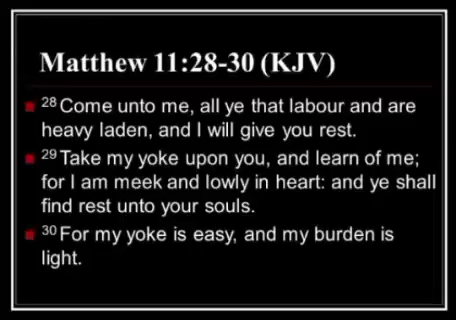 Matthew 11:28-30 (KJV)
28 Come unto me, all ye that labour and are
heavy laden, and I will give you rest.
29 Take my yoke upon you, and learn of me;
for I am meek and lowly in heart: and ye shall
find rest unto your souls.
30 For my yoke is easy, and my burden is
light.